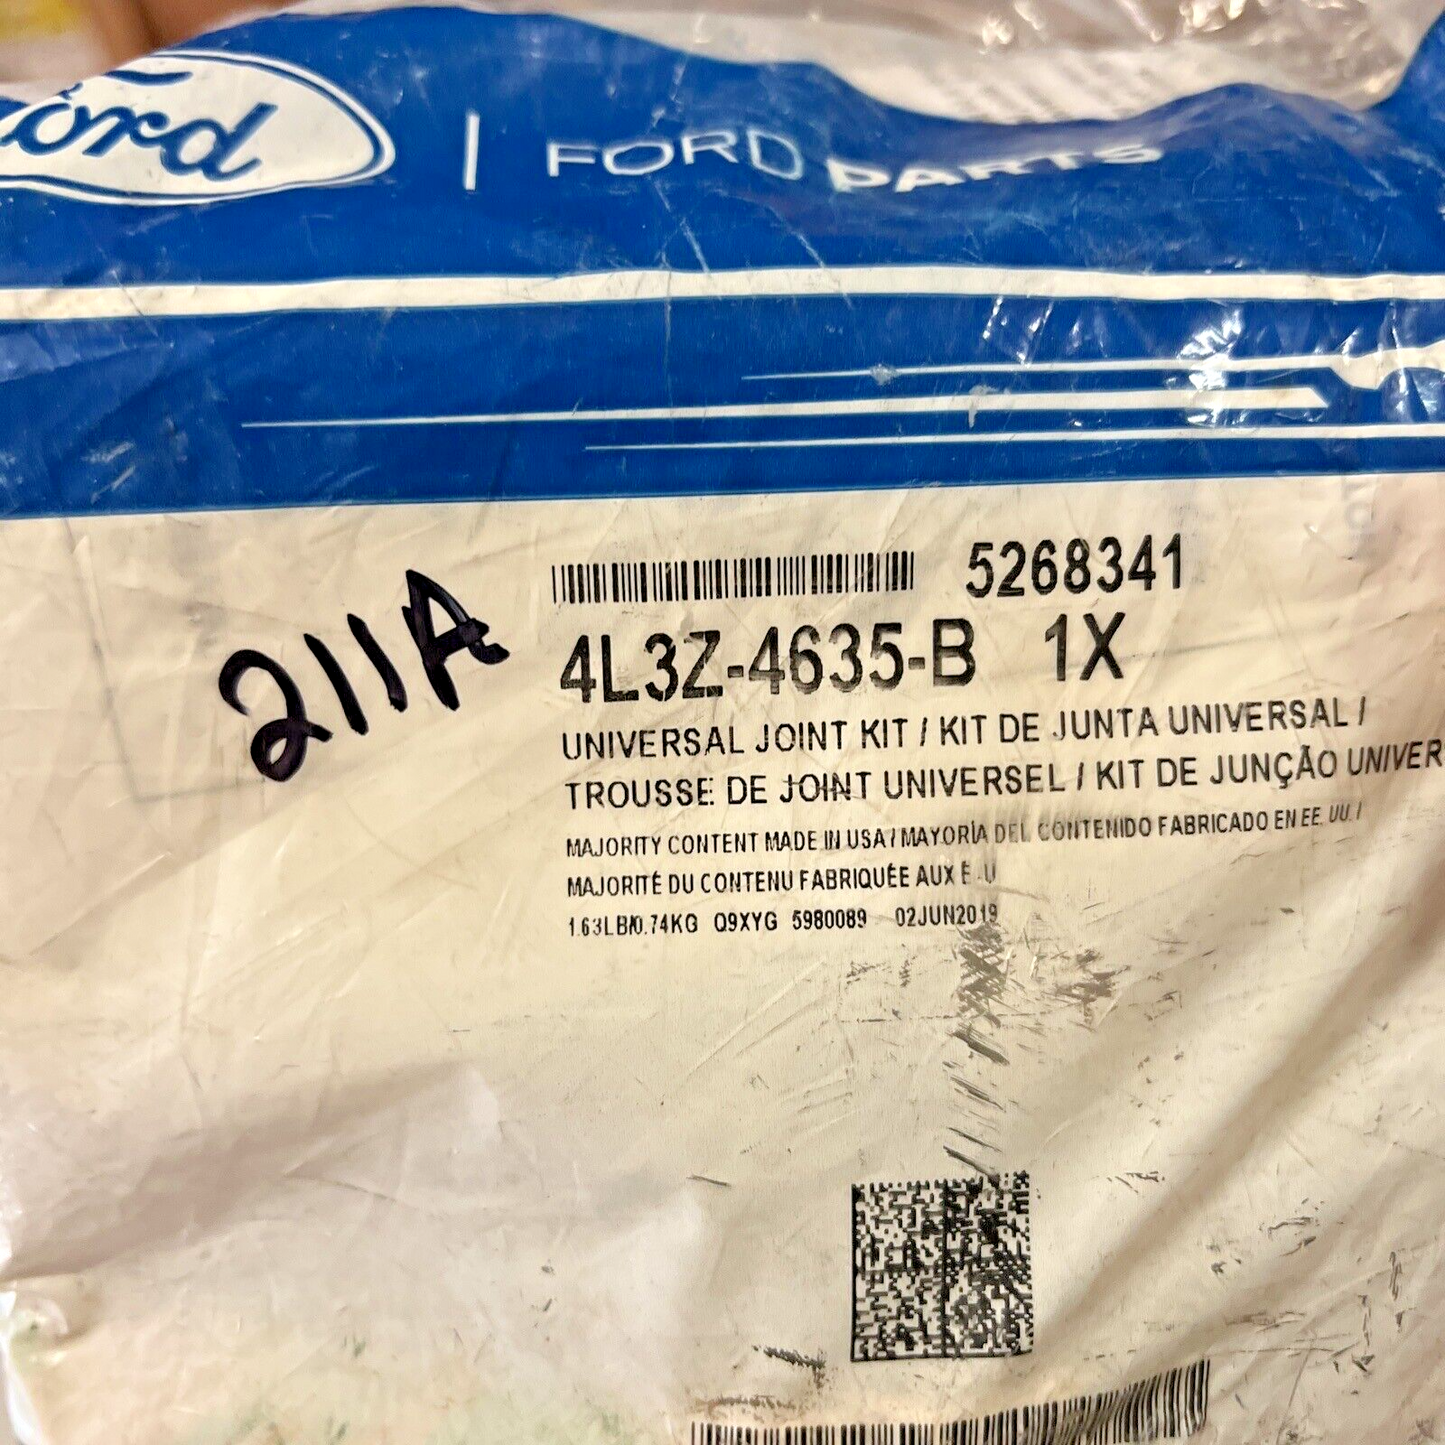 Ford | FORD PARTS
5268341
211A
4L3Z-4635-B 1X
UNIVERSAL JOINT KIT / KIT DE JUNTA UNIVERSAL /
TROUSSE DE JOINT UNIVERSEL / KIT DE JUNÇÃO UNIVER
MAJORITY CONTENT MADE IN USA / MAYORÍA DEL CONTENIDO FABRICADO EN EE. UU. /
MAJORITÉ DU CONTENU FABRIQUÉE AUX É.-U
1.63LB/0.74KG Q9XYG 5980089 02JUN2019